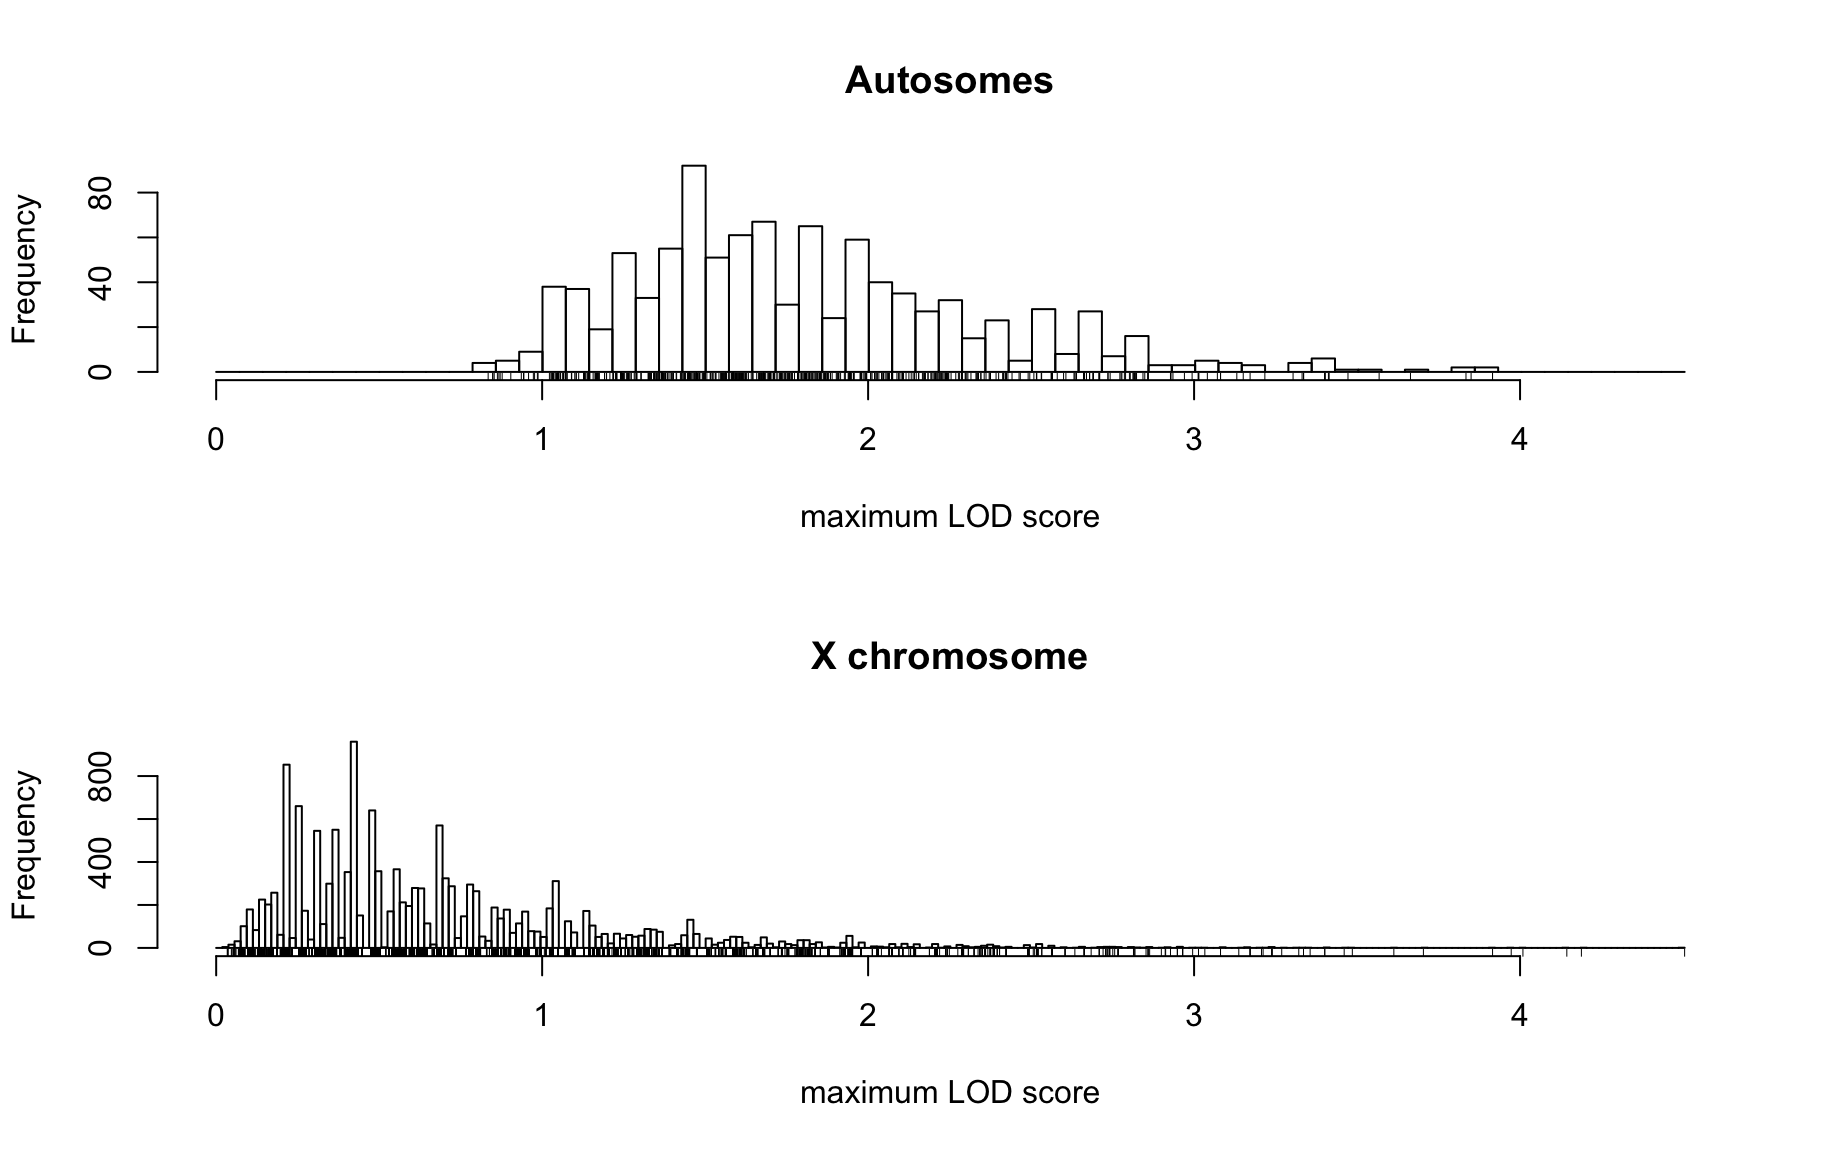 Autosomes
Frequency
80
40
0
0 1 2 3 4
maximum LOD score
X chromosome
Frequency
800
400
0
0 1 2 3 4
maximum LOD score